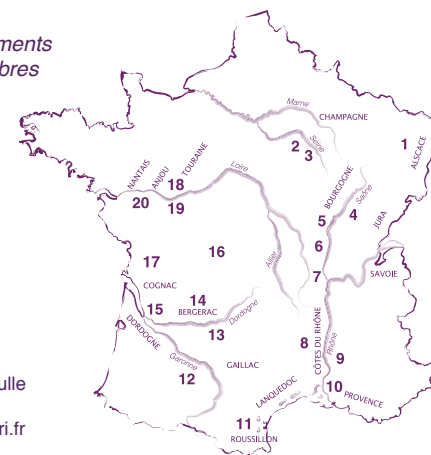 ments
bres
Marne
CHAMPAGNE
Seine
2
3
1
ALSCACE
NANTAIS
ANJOU
TOURAINE
18
Loire
BOURGOGNE
Saône
20
19
5
4
JURA
6
16
Allier
17
7
SAVOIE
COGNAC
14
15
BERGERAC
Dordogne
DORDOGNE
13
8
CÔTES DU RHÔNE
Rhône
9
Garonne
GAILLAC
12
LANQUEDOC
10
PROVENCE
11
ROUSSILLON
ulle
ri.fr